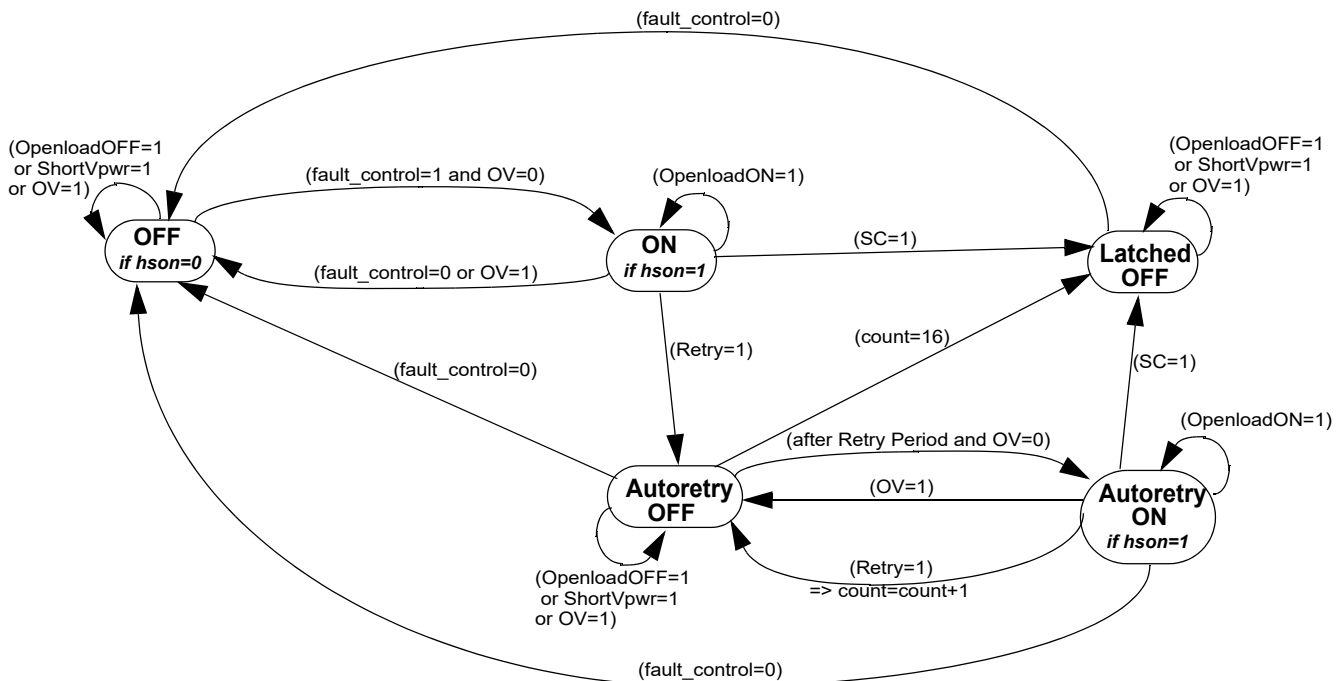 (fault_control=0)
(OpenloadOFF=1
or ShortVpwr=1
or OV=1)
(fault_control=1 and OV=0)
(OpenloadON=1)
(OpenloadOFF=1
or ShortVpwr=1
or OV=1)
OFF
if hson=0
ON
if hson=1
(SC=1)
Latched
OFF
(fault_control=0 or OV=1)
(count=16)
(Retry=1)
(SC=1)
(fault_control=0)
(OpenloadON=1)
(after Retry Period and OV=0)
Autoretry
OFF
(OV=1)
Autoretry
ON
if hson=1
(Retry=1)
=> count=count+1
(OpenloadOFF=1
or ShortVpwr=1
or OV=1)
(fault_control=0)